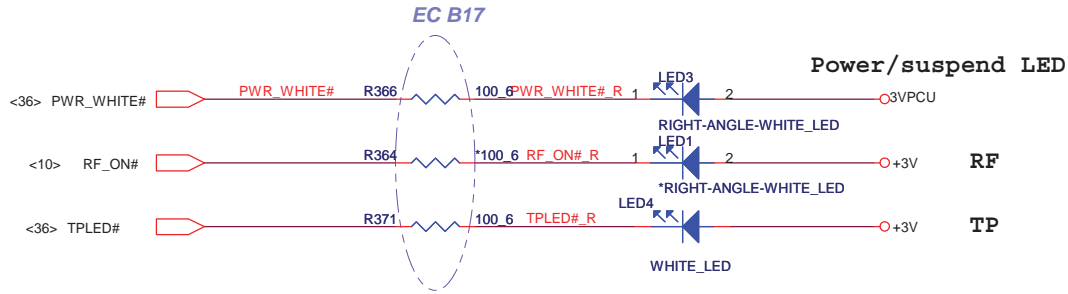 EC B17
Power/suspend LED
<36> PWR_WHITE# PWR_WHITE# R366 100_6 PWR_WHITE#_R 1 LED3 2 3VPCU
RIGHT-ANGLE-WHITE_LED
<10> RF_ON# R364 *100_6 RF_ON#_R 1 LED1 2 +3V RF
*RIGHT-ANGLE-WHITE_LED
<36> TPLED# R371 100_6 TPLED#_R LED4 +3V TP
WHITE_LED